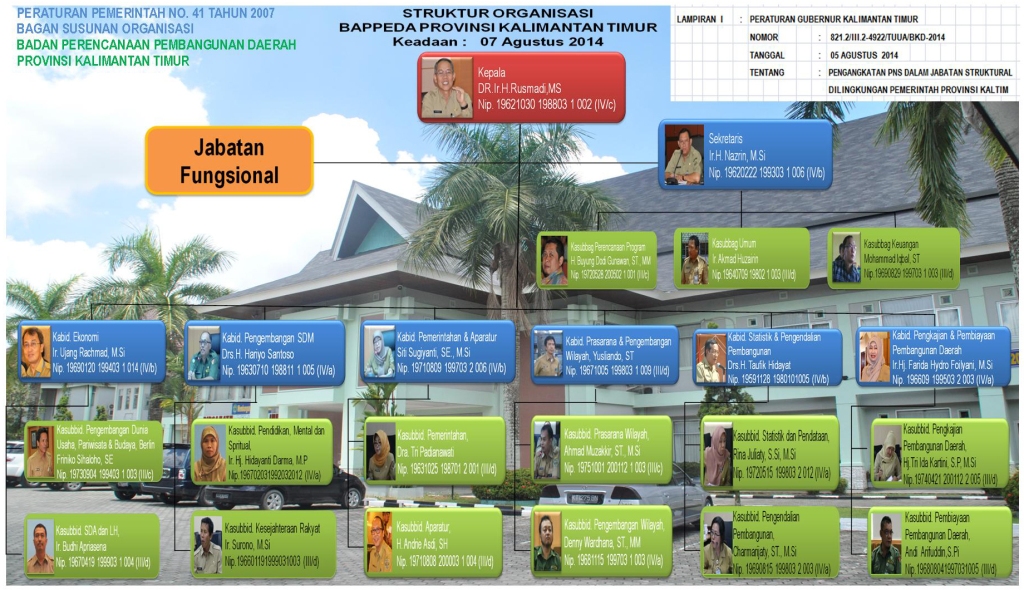 PERATURAN PEMERINTAH NO. 41 TAHUN 2007
BAGAN SUSUNAN ORGANISASI
BADAN PERENCANAAN PEMBANGUNAN DAERAH
PROVINSI KALIMANTAN TIMUR
STRUKTUR ORGANISASI
BAPPEDA PROVINSI KALIMANTAN TIMUR
Keadaan : 07 Agustus 2014
LAMPIRAN I : PERATURAN GUBERNUR KALIMANTAN TIMUR
NOMOR : 821.2/III.2-4922/TUUA/BKD-2014
TANGGAL : 05 AGUSTUS 2014
TENTANG : PENGANGKATAN PNS DALAM JABATAN STRUKTURAL
DILINGKUNGAN PEMERINTAH PROVINSI KALTIM
Kepala
DR.Ir.H.Rusmadi,MS
Nip. 19621030 198803 1 002 (IV/c)
Jabatan
Fungsional
Sekretaris
Ir.H. Nazrin, M.Si
Nip. 19620222 199303 1 006 (IV/b)
Kasubbag Perencanaan Program
H. Buyung Dodi Gunawan, ST, MM
Nip. 19720528 200502 1 001 (III/c)
Kasubbag Umum
Ir. Akmad Huzairin
Nip. 19640709 19802 1 003 (III/d)
Kasubbag Keuangan
Mohammad Iqbal, ST
Nip. 19690829 199703 1 003 (III/d)
Kabid. Ekonomi
Ir. Ujang Rachmad, M.Si
Nip. 19690120 199403 1 014 (IV/b)
Kabid. Pengembangan SDM
Drs.H. Hariyo Santoso
Nip. 19630710 198811 1 005 (IV/a)
Kabid. Pemerintahan & Aparatur
Siti Sugiyanti, SE., M.Si
Nip. 19710809 199703 2 006 (IV/b)
Kabid. Prasarana & Pengembangan
Wilayah, Yusliando, ST
Nip. 19671005 199803 1 009 (III/d)
Kabid. Statistik & Pengendalian
Pembangunan
Drs.H. Taufik Hidayat
Nip. 19591128 1980101005 (IV/b)
Kabid. Pengkajian & Pembiayaan
Pembangunan Daerah
Ir.Hj. Farida Hydro Foilyani, M.Si
Nip. 196609 199503 2 003 (IV/a)
Kasubbid. Pengembangan Dunia
Usaha, Pariwisata & Budaya, Berlin
Friniko Sihaloho, SE
Nip. 19730904 199403 1 003 (III/c)
Kasubbid. Pendidikan, Mental dan
Spritual,
Ir. Hj. Hidayanti Darma, M.P
Nip. 196702031992032012 (IV/a)
Kasubbid. Pemerintahan,
Dra. Tri Padianawati
Nip. 19631025 198701 2 001 (III/d)
Kasubbid. Prasarana Wilayah,
Ahmad Muzakkir, ST., M.Si
Nip. 19751001 200112 1 003 (III/d)
Kasubbid. Statistik dan Pendataan,
Rina Juliaty, S.Si, M.Si
Nip. 19720515 199803 2 012 (IV/a)
Kasubbid. Pengkajian
Pembangunan Daerah,
Hj.Tri Ida Kartini, S.P, M.Si
Nip. 19740421 200112 2 005 (III/d)
Kasubbid. SDA dan LH,
Ir. Budhi Apriasena
Nip. 19670419 199903 1 004 (III/d)
Kasubbid. Kesejahteraan Rakyat
Ir. Surono, M.Si
Nip. 196601191999031003 (III/d)
Kasubbid. Aparatur,
H. Andrie Asdi, SH
Nip. 19710808 200003 1 004 (III/d)
Kasubbid. Pengembangan Wilayah,
Denny Wardhana, ST., MM
Nip. 19681115 199703 1 003 (IV/a)
Kasubbid. Pengendalian
Pembangunan,
Charmarijaty, ST., M.Si
Nip. 19690815 199803 2 003 (IV/a)
Kasubbid. Pembiayaan
Pembangunan Daerah,
Andi Arifuddin,S.Pi
Nip. 196808041997031005 (III/d)